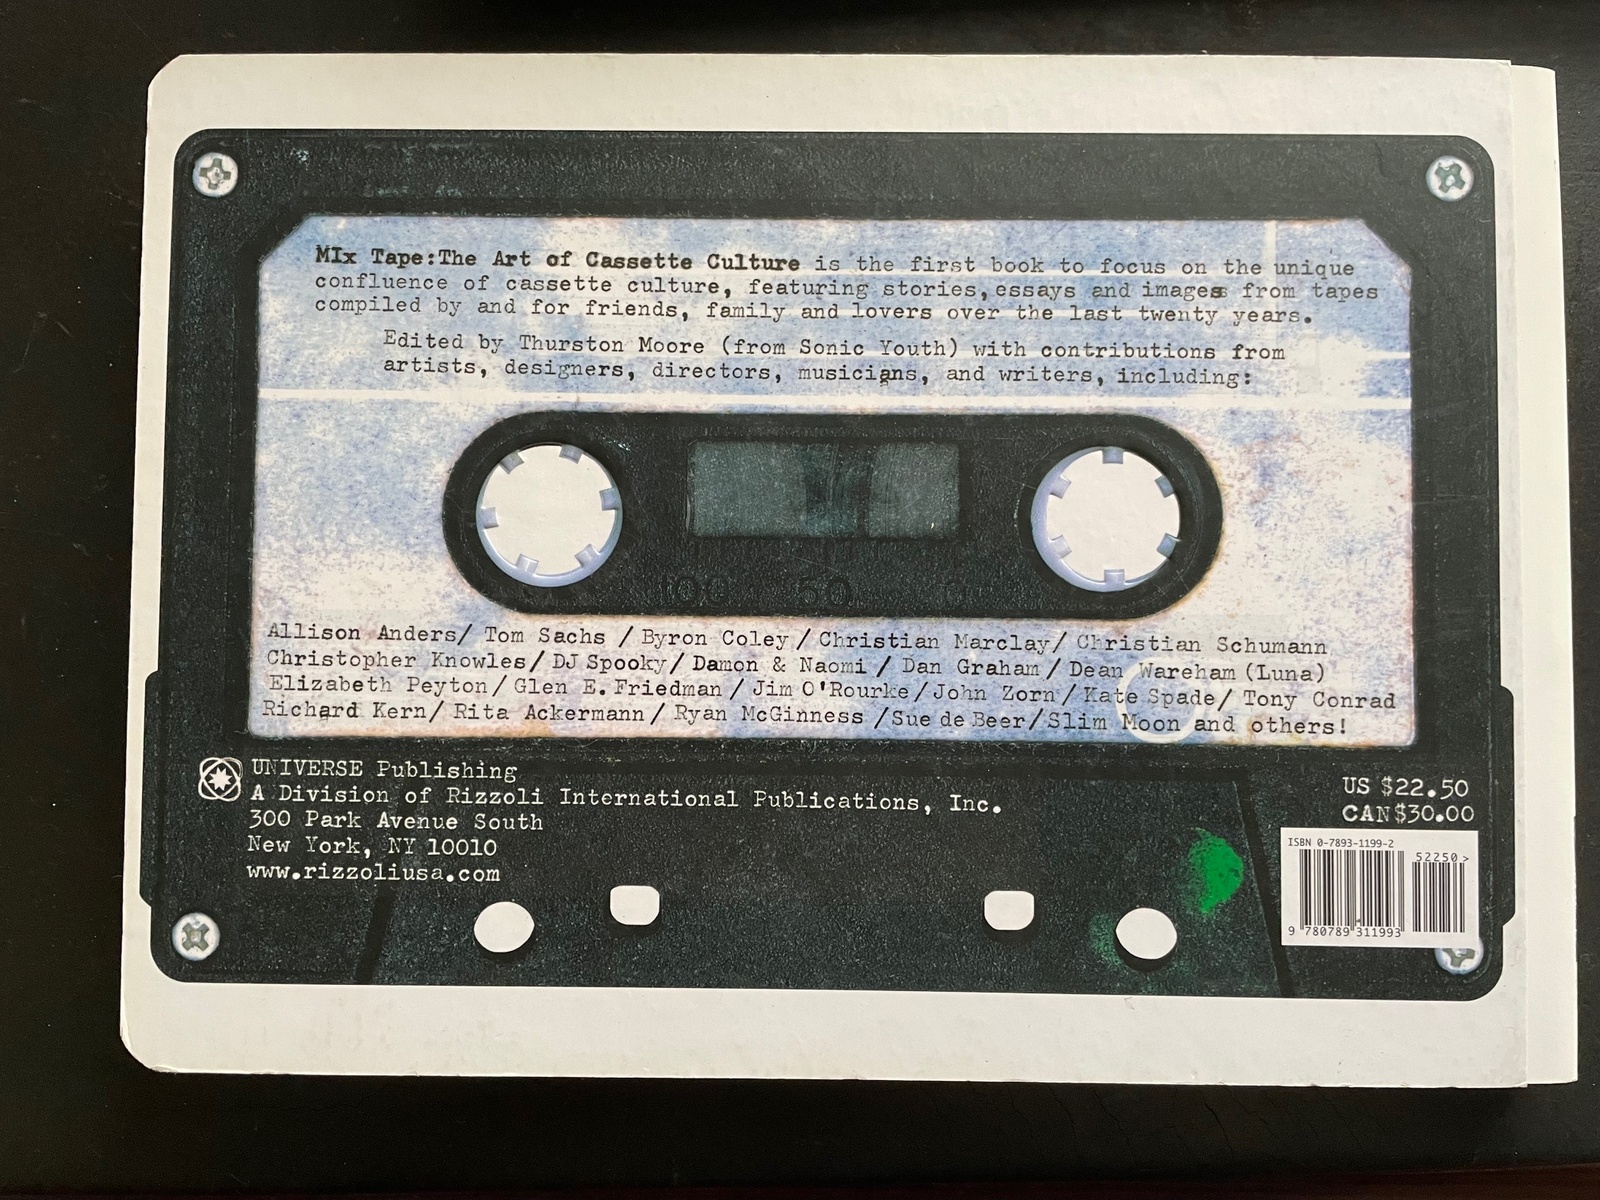 MIx Tape:The Art of Cassette Culture is the first book to focus on the unique
confluence of cassette culture, featuring stories, essays and images from tapes
compiled by and for friends, family and lovers over the last twenty years.
Edited by Thurston Moore (from Sonic Youth) with contributions from
artists, designers, directors, musicians, and writers, including:
100 50
Allison Anders/ Tom Sachs / Byron Coley / Christian Marclay/ Christian Schumann
Christopher Knowles/ DJ Spooky/ Damon & Naomi / Dan Graham / Dean Wareham (Luna)
Elizabeth Peyton/ Glen E. Friedman / Jim O'Rourke/ John Zorn / Kate Spade/ Tony Conrad
Richard Kern/ Rita Ackermann / Ryan McGinness /Sue de Beer/Slim Moon and others!
UNIVERSE Publishing
A Division of Rizzoli International Publications, Inc.
300 Park Avenue South
New York, NY 10010
www.rizzoliusa.com
US $22.50
CAN$30.00
ISBN 0-7893-1199-2
52250>
9 780789 311993